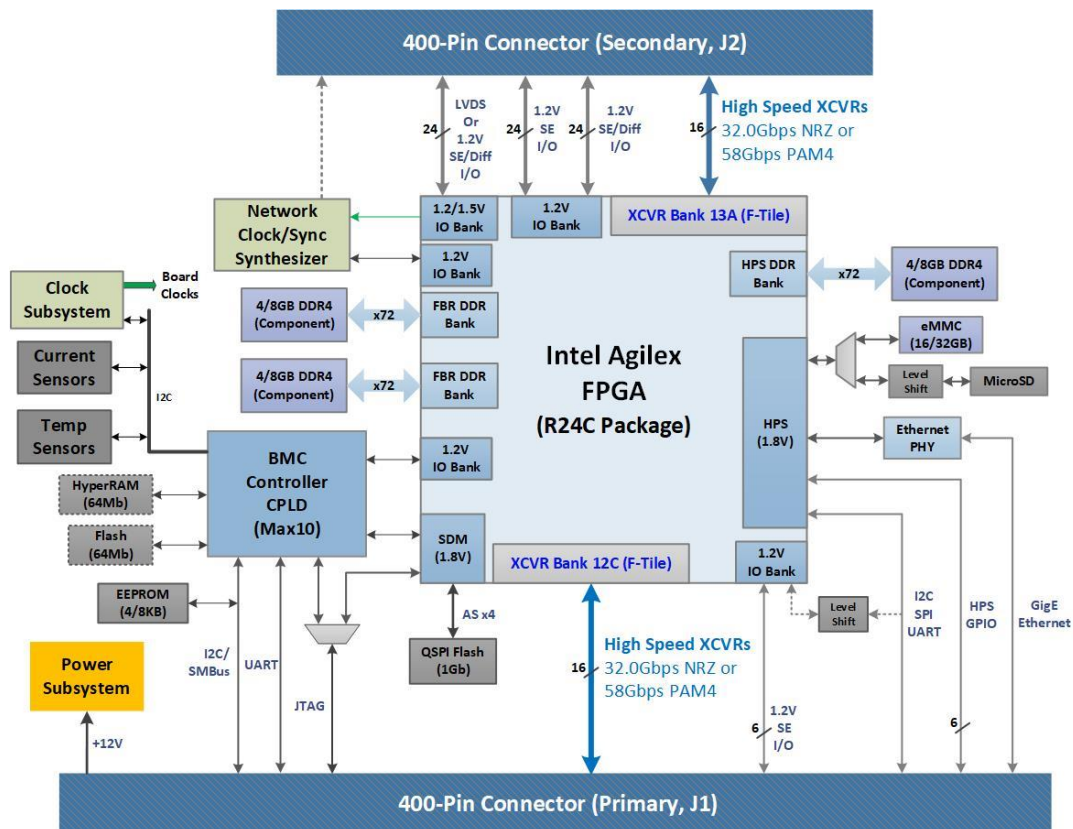 400-Pin Connector (Secondary, J2)
LVDS
Or
1.2V
SE/Diff
I/O
24
1.2V
SE
I/O
24
1.2V
SE/Diff
I/O
24
16
High Speed XCVRs
32.0Gbps NRZ or
58Gbps PAM4
Network
Clock/Sync
Synthesizer
1.2/1.5V
IO Bank
1.2V
IO Bank
XCVR Bank 13A (F-Tile)
1.2V
IO Bank
HPS DDR
Bank
x72
4/8GB DDR4
(Component)
Clock
Subsystem
Board
Clocks
4/8GB DDR4
(Component)
x72
FBR DDR
Bank
eMMC
(16/32GB)
Current
Sensors
Intel Agilex
FPGA
(R24C Package)
4/8GB DDR4
(Component)
x72
FBR DDR
Bank
Level
Shift
MicroSD
I2C
Temp
Sensors
HPS
(1.8V)
Ethernet
PHY
BMC
Controller
CPLD
(Max10)
1.2V
IO Bank
HyperRAM
(64Mb)
Flash
(64Mb)
SDM
(1.8V)
XCVR Bank 12C (F-Tile)
1.2V
IO Bank
EEPROM
(4/8KB)
AS x4
Level
Shift
I2C
SPI
UART
HPS
GPIO
GigE
Ethernet
Power
Subsystem
I2C/
SMBus
UART
JTAG
QSPI Flash
(1Gb)
16
High Speed XCVRs
32.0Gbps NRZ or
58Gbps PAM4
+12V
6
1.2V
SE
I/O
6
400-Pin Connector (Primary, J1)